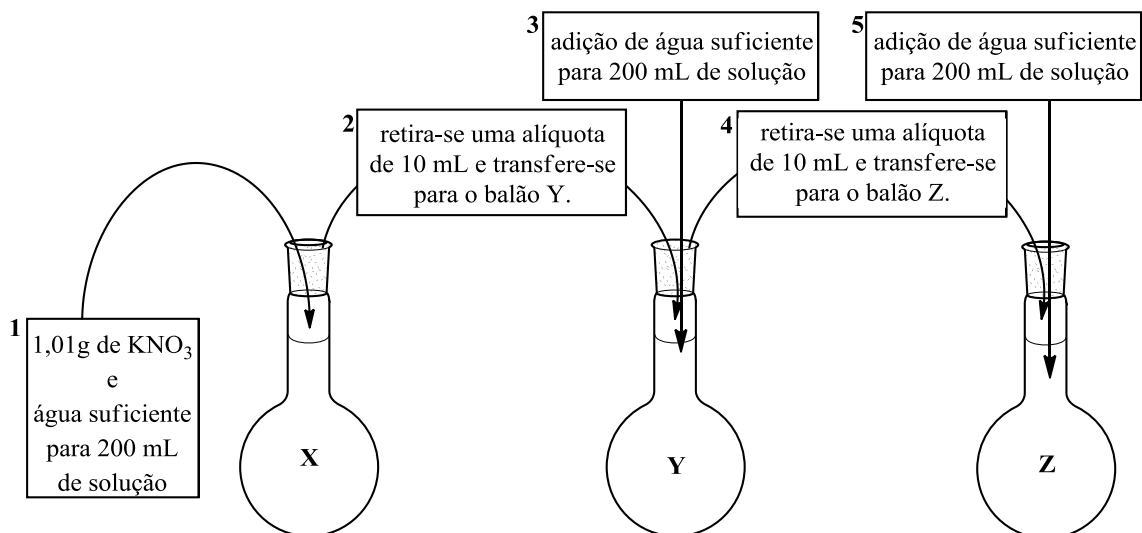 1
1,01g de KNO₃
e
água suficiente
para 200 mL
de solução
2
retira-se uma alíquota
de 10 mL e transfere-se
para o balão Y.
3
adição de água suficiente
para 200 mL de solução
4
retira-se uma alíquota
de 10 mL e transfere-se
para o balão Z.
5
adição de água suficiente
para 200 mL de solução
X
Y
Z